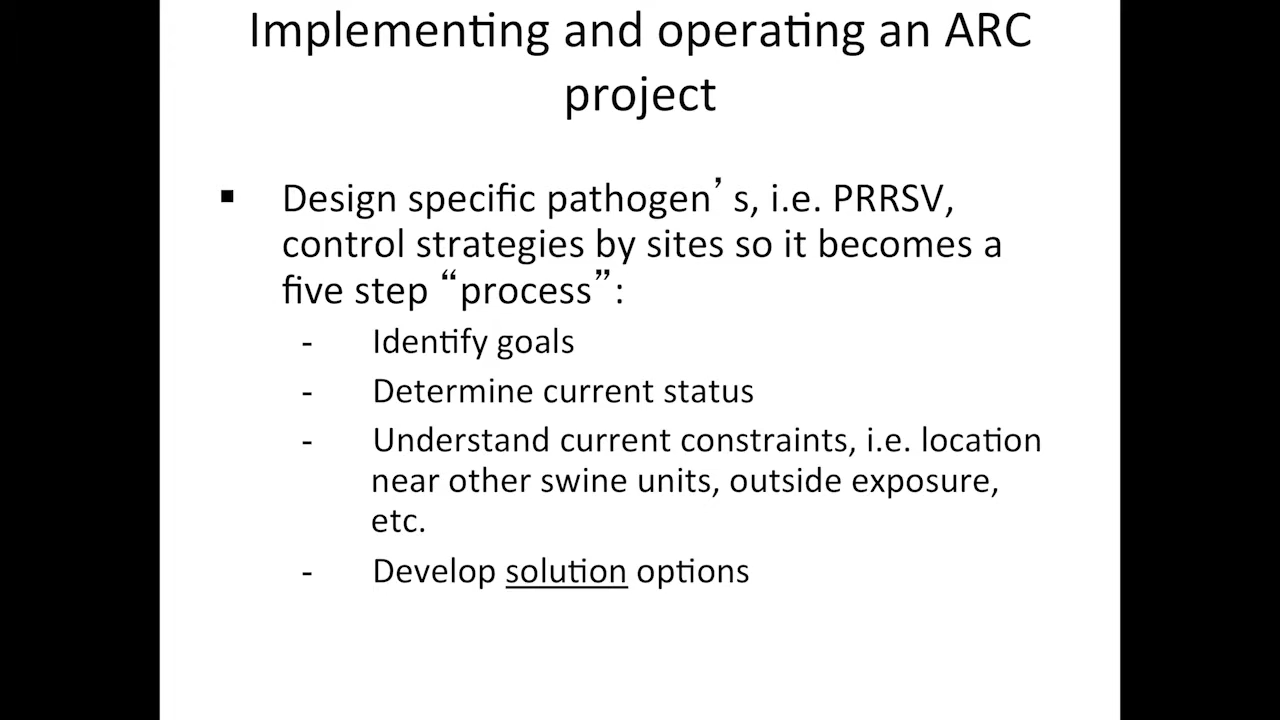 Implementing and operating an ARC
project
▪ Design specific pathogen’s, i.e. PRRSV,
control strategies by sites so it becomes a
five step “process”:
- Identify goals
- Determine current status
- Understand current constraints, i.e. location
near other swine units, outside exposure,
etc.
- Develop solution options